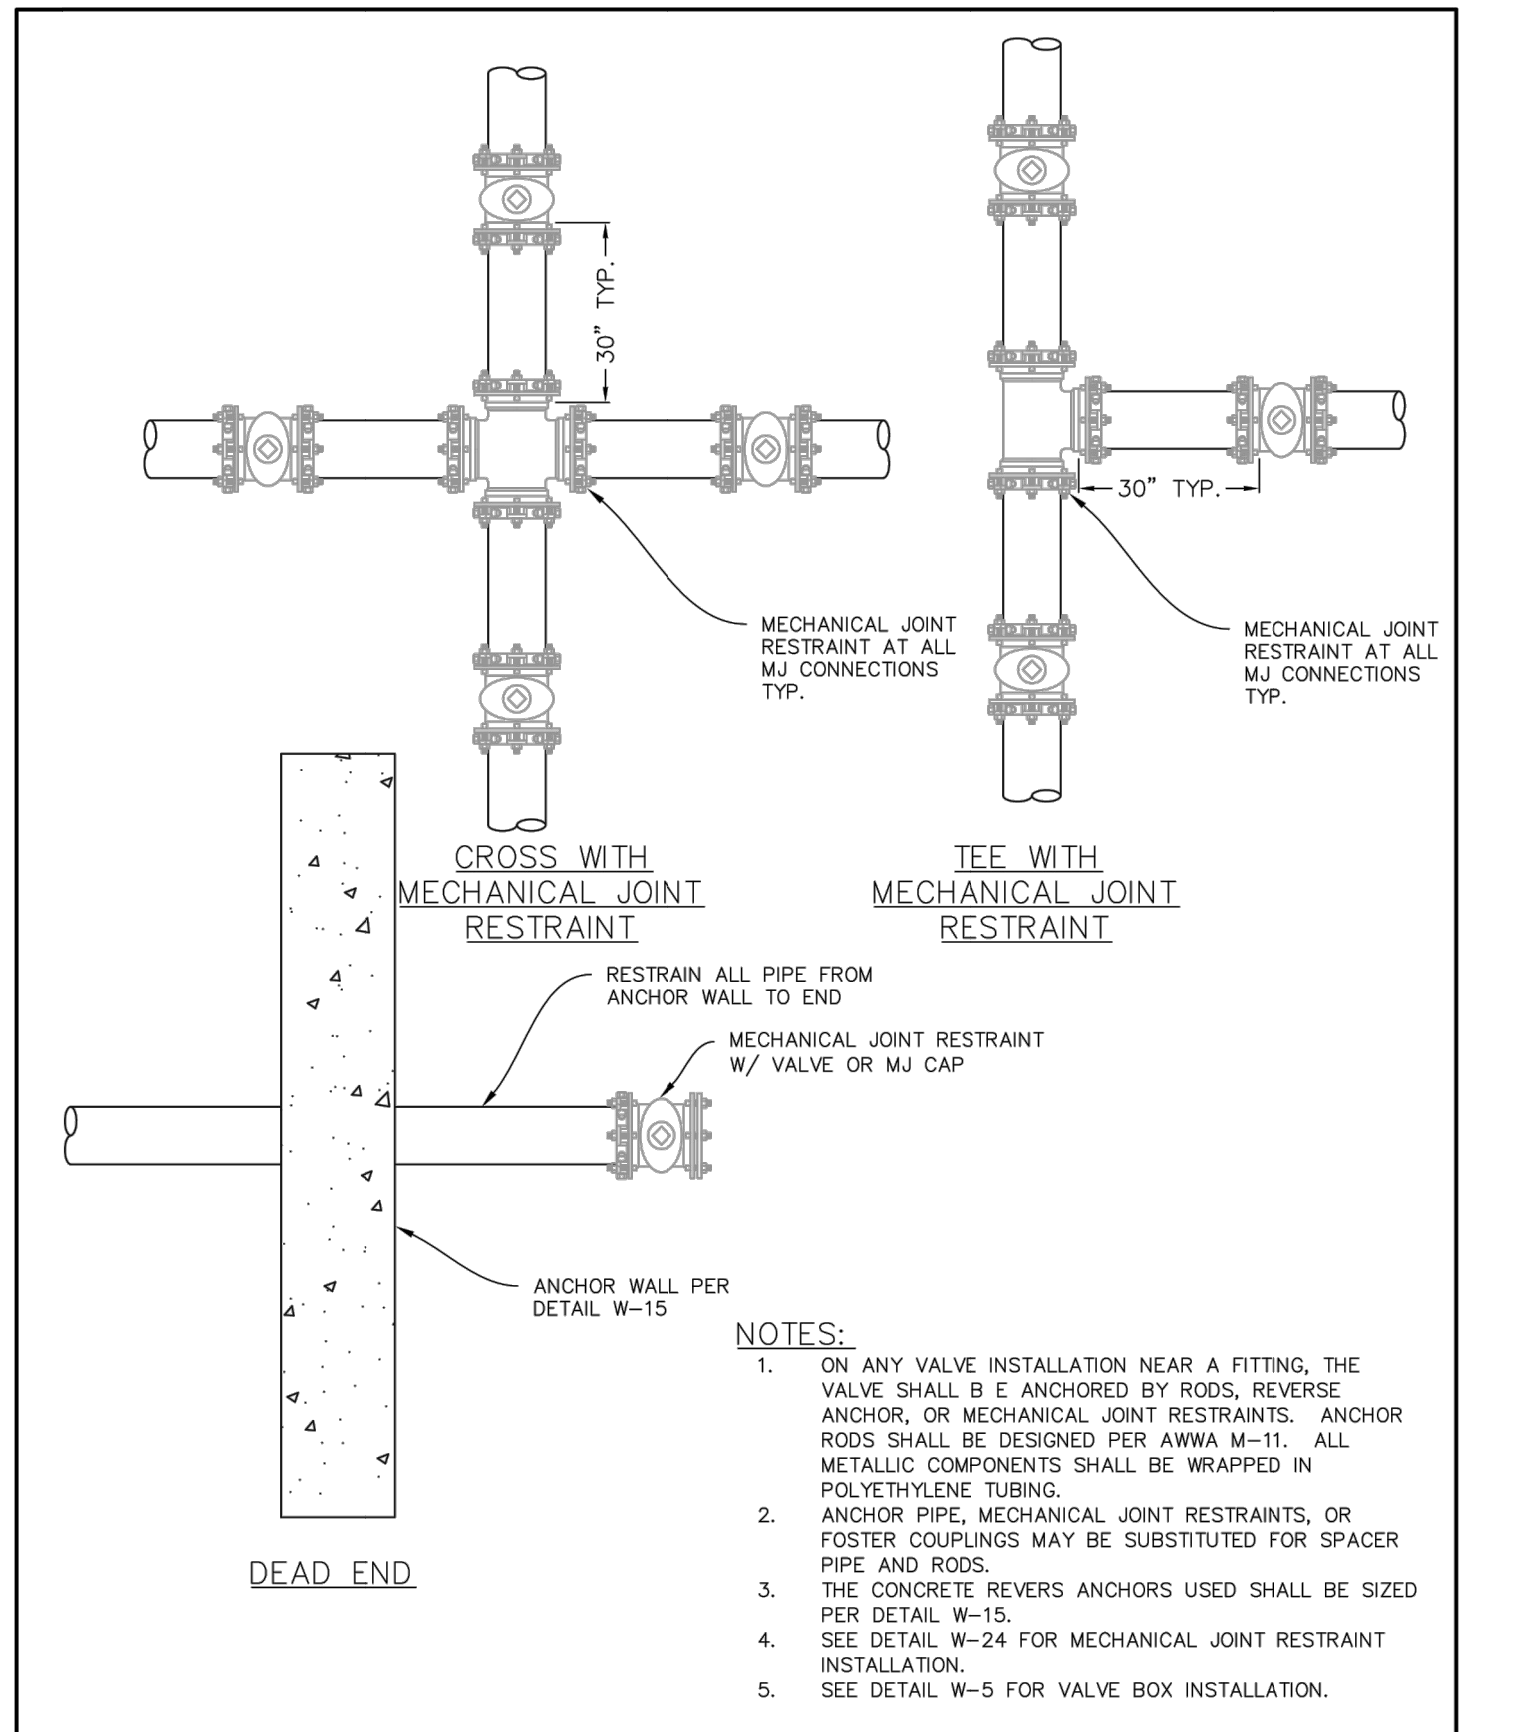 30" TYP.
MECHANICAL JOINT
RESTRAINT AT ALL
MJ CONNECTIONS
TYP.
30" TYP.
MECHANICAL JOINT
RESTRAINT AT ALL
MJ CONNECTIONS
TYP.
CROSS WITH
MECHANICAL JOINT
RESTRAINT
TEE WITH
MECHANICAL JOINT
RESTRAINT
RESTRAIN ALL PIPE FROM
ANCHOR WALL TO END
MECHANICAL JOINT RESTRAINT
W/ VALVE OR MJ CAP
ANCHOR WALL PER
DETAIL W-15
DEAD END
NOTES:
1. ON ANY VALVE INSTALLATION NEAR A FITTING, THE
VALVE SHALL B E ANCHORED BY RODS, REVERSE
ANCHOR, OR MECHANICAL JOINT RESTRAINTS. ANCHOR
RODS SHALL BE DESIGNED PER AWWA M-11. ALL
METALLIC COMPONENTS SHALL BE WRAPPED IN
POLYETHYLENE TUBING.
2. ANCHOR PIPE, MECHANICAL JOINT RESTRAINTS, OR
FOSTER COUPLINGS MAY BE SUBSTITUTED FOR SPACER
PIPE AND RODS.
3. THE CONCRETE REVERS ANCHORS USED SHALL BE SIZED
PER DETAIL W-15.
4. SEE DETAIL W-24 FOR MECHANICAL JOINT RESTRAINT
INSTALLATION.
5. SEE DETAIL W-5 FOR VALVE BOX INSTALLATION.